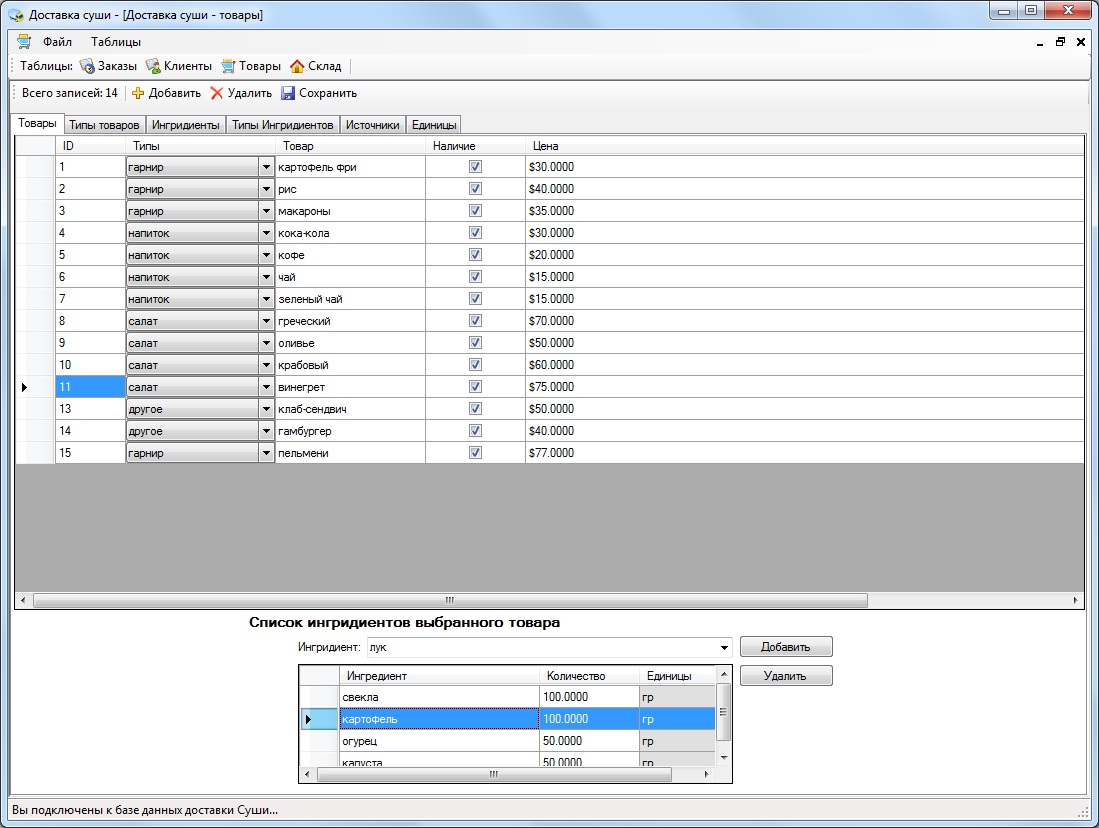 Доставка суши - [Доставка суши - товары]
Файл Таблицы
Таблицы: Заказы Клиенты Товары Склад
Всего записей: 14 Добавить Удалить Сохранить
Товары Типы товаров Ингридиенты Типы Ингридиентов Источники Единицы
ID Типы Товар Наличие Цена
1 гарнир картофель фри $30.0000
2 гарнир рис $40.0000
3 гарнир макароны $35.0000
4 напиток кока-кола $30.0000
5 напиток кофе $20.0000
6 напиток чай $15.0000
7 напиток зеленый чай $15.0000
8 салат греческий $70.0000
9 салат оливье $50.0000
10 салат крабовый $60.0000
11 салат винегрет $75.0000
13 другое клаб-сендвич $50.0000
14 другое гамбургер $40.0000
15 гарнир пельмени $77.0000
Список ингридиентов выбранного товара
Ингридиент: лук Добавить
Удалить
Ингредиент Количество Единицы
свекла 100.0000 гр
картофель 100.0000 гр
огурец 50.0000 гр
капуста 50.0000 гр
Вы подключены к базе данных доставки Суши...